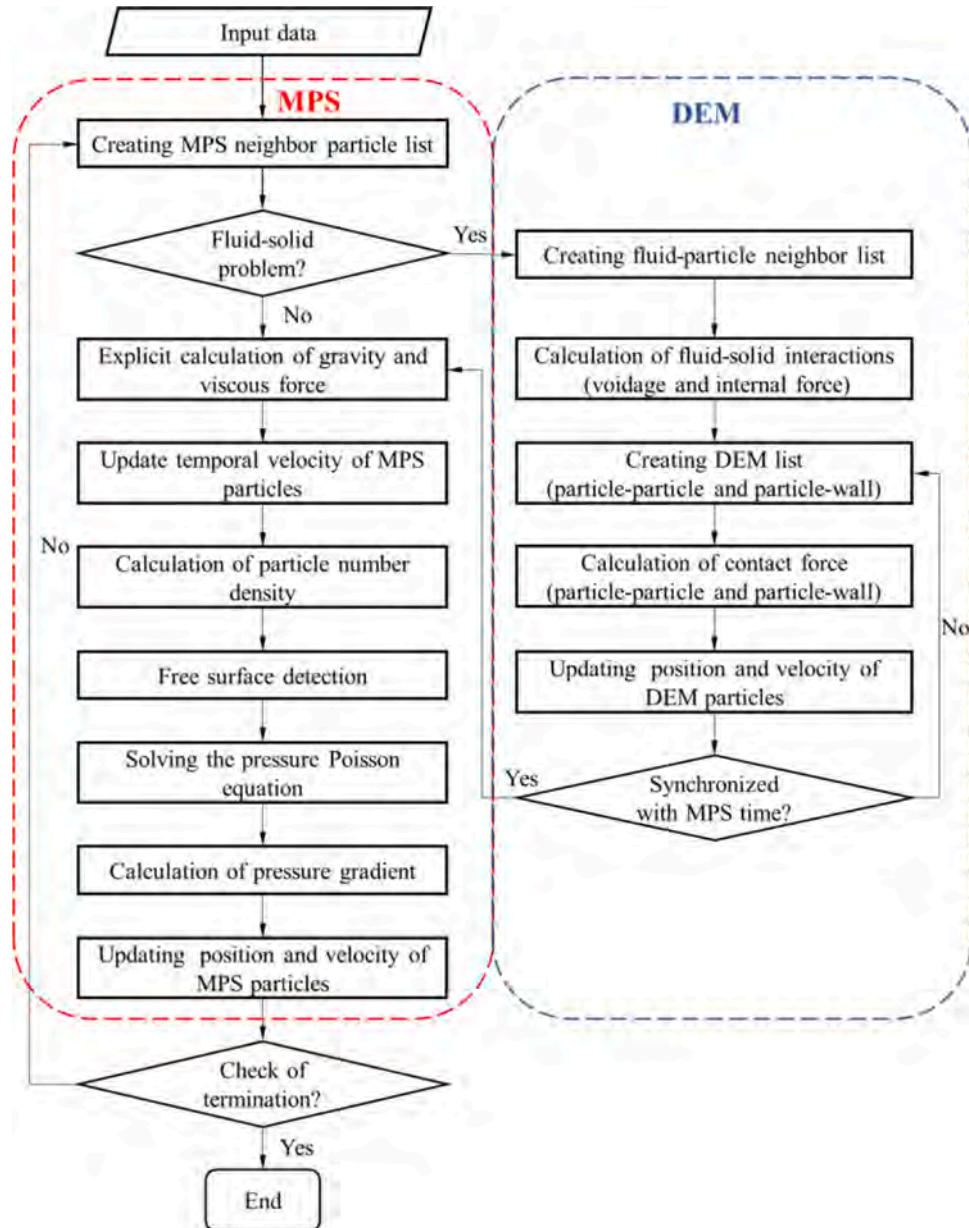 Input data
MPS
Creating MPS neighbor particle list
Fluid-solid
problem?
Yes
No
Explicit calculation of gravity and
viscous force
Update temporal velocity of MPS
particles
No
Calculation of particle number
density
Free surface detection
Solving the pressure Poisson
equation
Calculation of pressure gradient
Updating position and velocity of
MPS particles
Check of
termination?
Yes
End
DEM
Creating fluid-particle neighbor list
Calculation of fluid-solid interactions
(voidage and internal force)
Creating DEM list
(particle-particle and particle-wall)
Calculation of contact force
(particle-particle and particle-wall)
No
Updating position and velocity of
DEM particles
Yes
Synchronized
with MPS time?